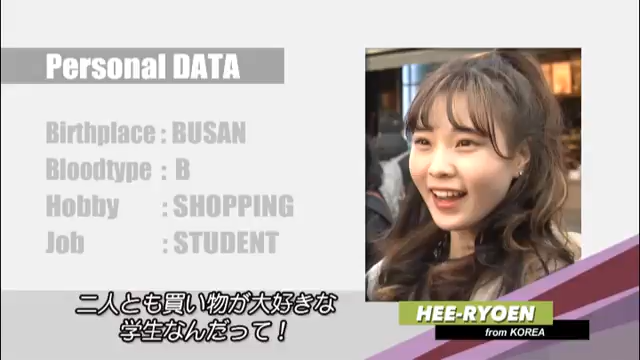 Personal DATA
Birthplace : BUSAN
Bloodtype : B
Hobby : SHOPPING
Job : STUDENT
HEE-RYOEN
from KOREA
二人とも買い物が大好きな
学生なんだって!